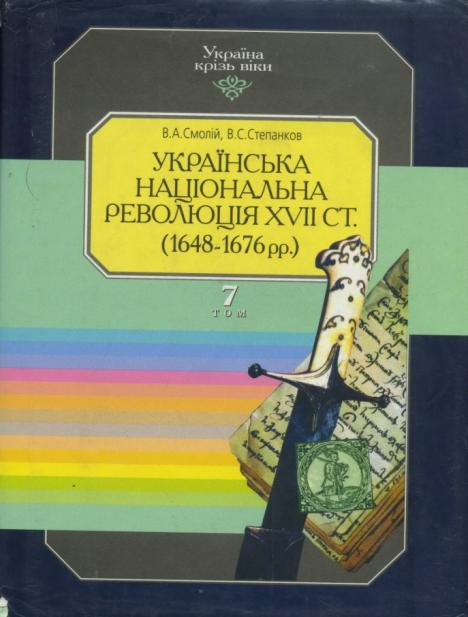 Україна
крізь віки
В.А.Смолій, В.С.Степанков
УКРАЇНСЬКА
НАЦІОНАЛЬНА
РЕВОЛЮЦІЯ XVII СТ.
(1648-1676 рр.)
7
ТОМ